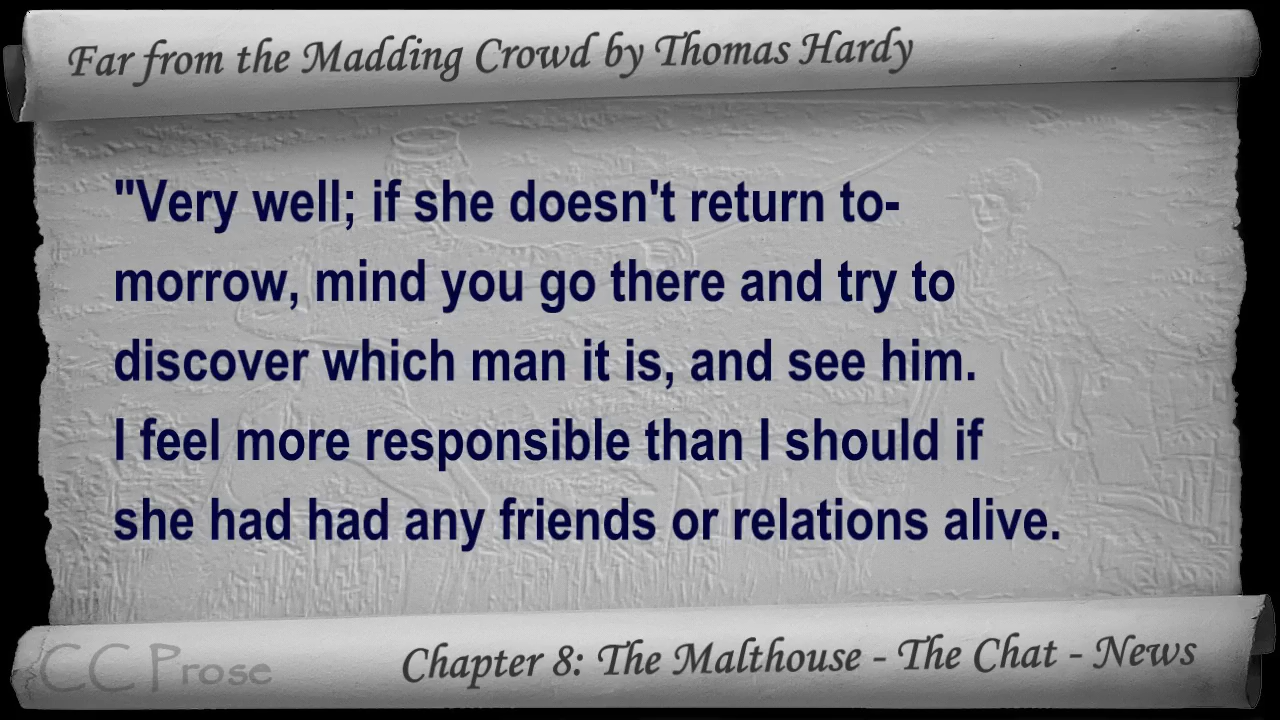 Far from the Madding Crowd by Thomas Hardy
"Very well; if she doesn't return to-
morrow, mind you go there and try to
discover which man it is, and see him.
I feel more responsible than I should if
she had had any friends or relations alive.
CC Prose
Chapter 8: The Malthouse - The Chat - News